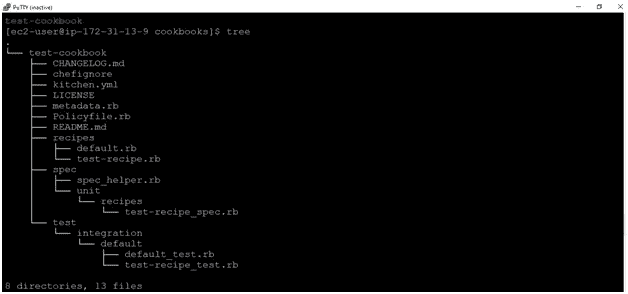 PuTTY (inactive)
test-cookbook
[ec2-user@ip-172-31-13-9 cookbooks]$ tree
.
└── test-cookbook
    ├── CHANGELOG.md
    ├── chefignore
    ├── kitchen.yml
    ├── LICENSE
    ├── metadata.rb
    ├── Policyfile.rb
    ├── README.md
    ├── recipes
    │   ├── default.rb
    │   └── test-recipe.rb
    ├── spec
    │   ├── spec_helper.rb
    │   └── unit
    │       └── recipes
    │           └── test-recipe_spec.rb
    └── test
        └── integration
            └── default
                ├── default_test.rb
                └── test-recipe_test.rb
8 directories, 13 files